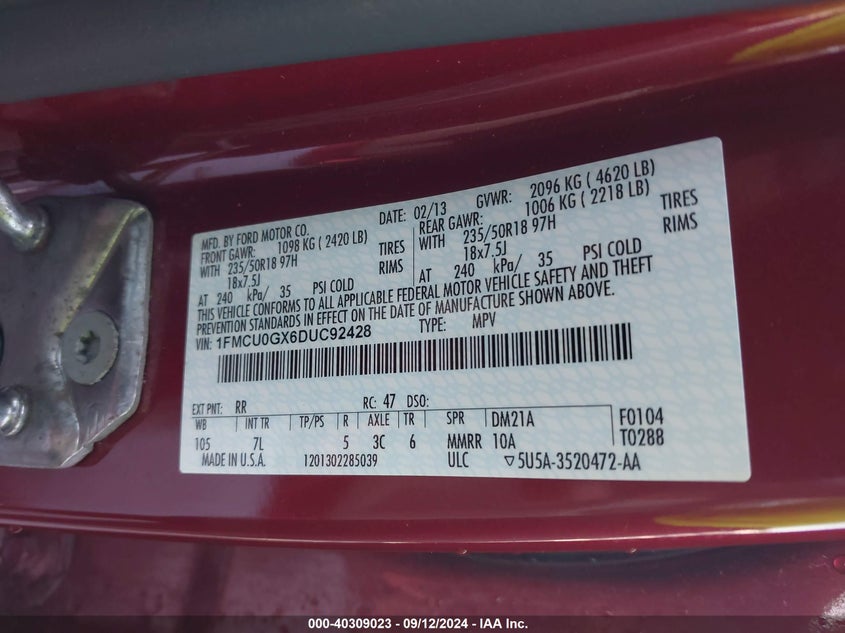 MFD. BY FORD MOTOR CO. DATE: 02/13 GVWR: 2096 KG ( 4620 LB)
FRONT GAWR: 1098 KG ( 2420 LB) REAR GAWR: 1006 KG ( 2218 LB)
WITH 235/50R18 97H TIRES WITH 235/50R18 97H TIRES
18x7.5J RIMS 18x7.5J RIMS
AT 240 kPa/ 35 PSI COLD AT 240 kPa/ 35 PSI COLD
THIS VEHICLE CONFORMS TO ALL APPLICABLE FEDERAL MOTOR VEHICLE SAFETY AND THEFT
PREVENTION STANDARDS IN EFFECT ON THE DATE OF MANUFACTURE SHOWN ABOVE.
VIN: 1FMCU0GX6DUC92428 TYPE: MPV
EXT PNT: RR RC: 47 DSO:
WB INT TR TP/PS R AXLE TR SPR DM21A F0104
105 7L 5 3C 6 MMRR 10A T0288
MADE IN U.S.A. 1201302285039 ULC ▽5U5A-3520472-AA
000-40309023 - 09/12/2024 - IAA Inc.